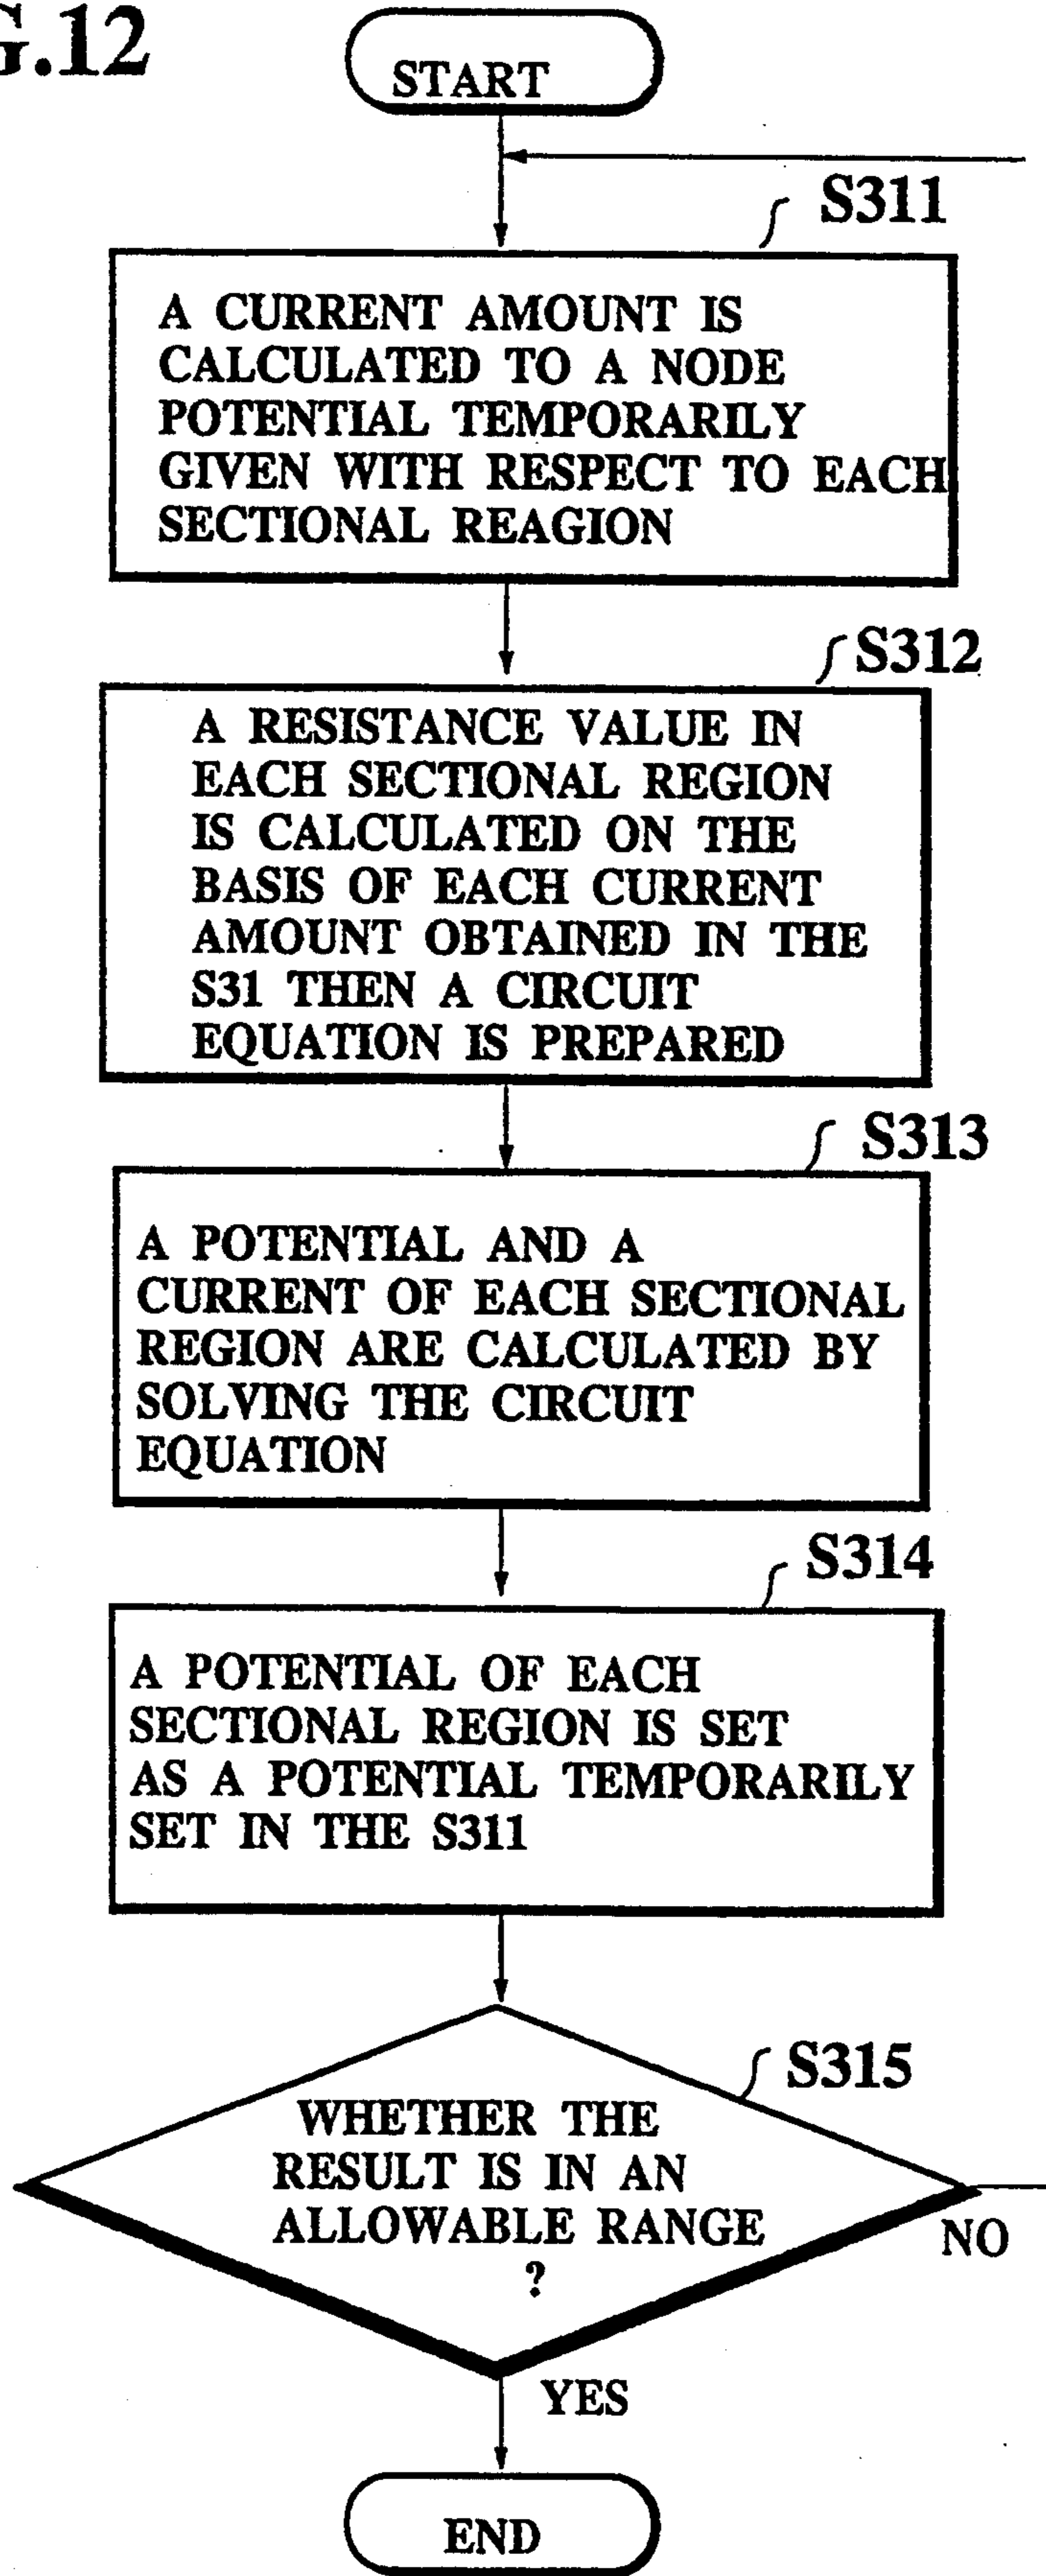 G.12
START
S311
A CURRENT AMOUNT IS
CALCULATED TO A NODE
POTENTIAL TEMPORARILY
GIVEN WITH RESPECT TO EACH
SECTIONAL REAGION
S312
A RESISTANCE VALUE IN
EACH SECTIONAL REGION
IS CALCULATED ON THE
BASIS OF EACH CURRENT
AMOUNT OBTAINED IN THE
S31 THEN A CIRCUIT
EQUATION IS PREPARED
S313
A POTENTIAL AND A
CURRENT OF EACH SECTIONAL
REGION ARE CALCULATED BY
SOLVING THE CIRCUIT
EQUATION
S314
A POTENTIAL OF EACH
SECTIONAL REGION IS SET
AS A POTENTIAL TEMPORARILY
SET IN THE S311
S315
WHETHER THE
RESULT IS IN AN
ALLOWABLE RANGE
?
NO
YES
END